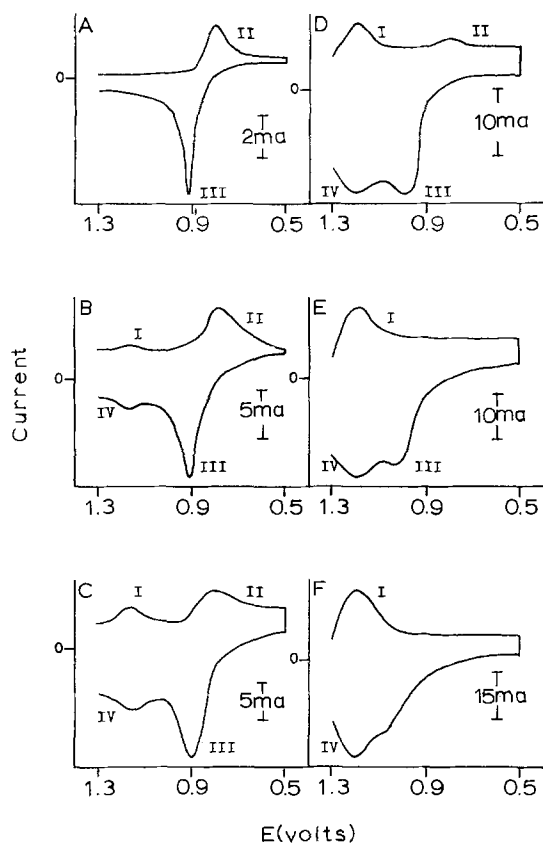 A
II
0
2ma
III
1.3 0.9 0.5
D
I
II
0
10ma
IV
III
1.3 0.9 0.5
B
I
II
0
5ma
IV
III
1.3 0.9 0.5
E
I
0
10ma
IV
III
1.3 0.9 0.5
C
I
II
0
5ma
IV
III
1.3 0.9 0.5
F
I
0
15ma
IV
1.3 0.9 0.5
Current
E(volts)